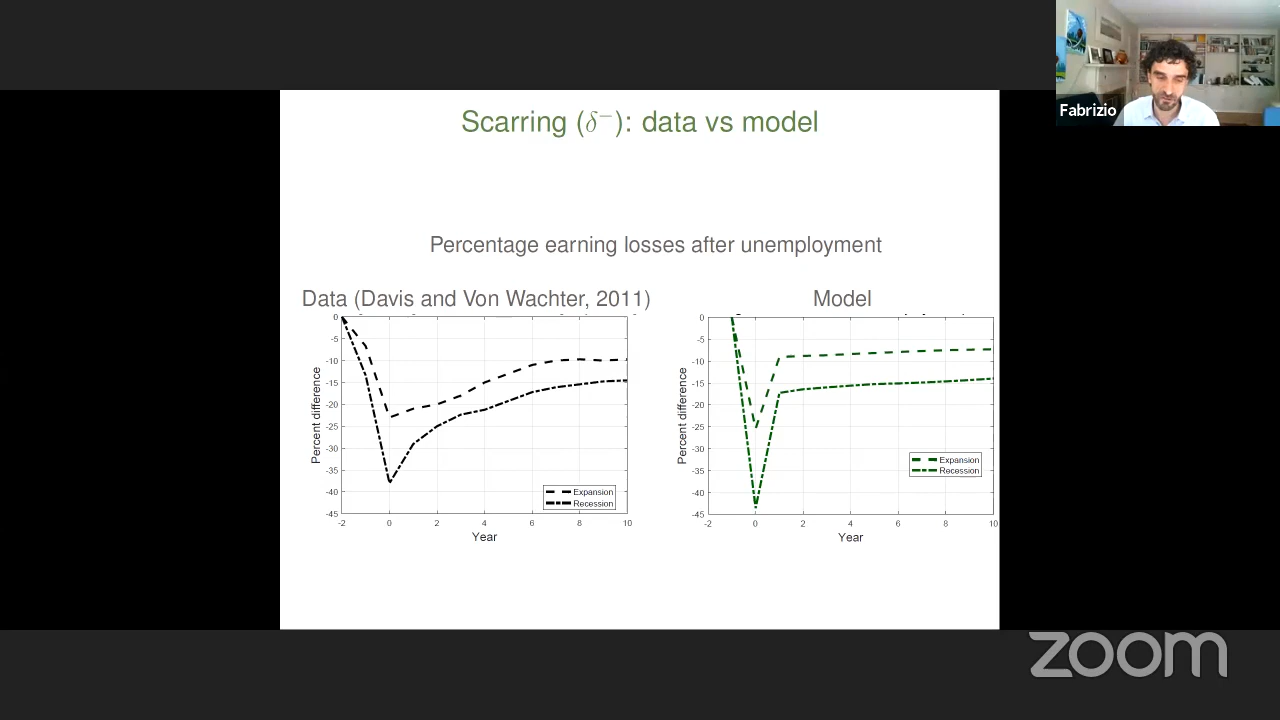 Fabrizio
Scarring (δ⁻): data vs model
Percentage earning losses after unemployment
Data (Davis and Von Wachter, 2011)
0
-5
-10
-15
-20
-25
-30
-35
-40
-45
-2
0
2
4
6
8
10
Percent difference
Year
Expansion
Recession
Model
0
-5
-10
-15
-20
-25
-30
-35
-40
-45
-2
0
2
4
6
8
10
Percent difference
Year
Expansion
Recession
zoom